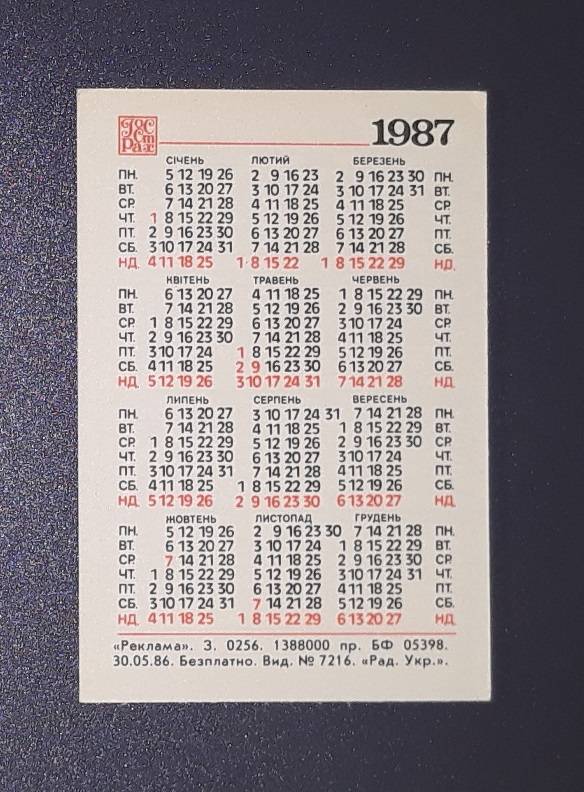 Гос
ст
рах
1987
СІЧЕНЬ ЛЮТИЙ БЕРЕЗЕНЬ
ПН. 5 12 19 26 2 9 16 23 2 9 16 23 30 ПН.
ВТ. 6 13 20 27 3 10 17 24 3 10 17 24 31 ВТ.
СР. 7 14 21 28 4 11 18 25 4 11 18 25 СР.
ЧТ. 1 8 15 22 29 5 12 19 26 5 12 19 26 ЧТ.
ПТ. 2 9 16 23 30 6 13 20 27 6 13 20 27 ПТ.
СБ. 3 10 17 24 31 7 14 21 28 7 14 21 28 СБ.
НД. 4 11 18 25 1 8 15 22 1 8 15 22 29 НД.
КВІТЕНЬ ТРАВЕНЬ ЧЕРВЕНЬ
ПН. 6 13 20 27 4 11 18 25 1 8 15 22 29 ПН.
ВТ. 7 14 21 28 5 12 19 26 2 9 16 23 30 ВТ.
СР. 1 8 15 22 29 6 13 20 27 3 10 17 24 СР.
ЧТ. 2 9 16 23 30 7 14 21 28 4 11 18 25 ЧТ.
ПТ. 3 10 17 24 1 8 15 22 29 5 12 19 26 ПТ.
СБ. 4 11 18 25 2 9 16 23 30 6 13 20 27 СБ.
НД. 5 12 19 26 3 10 17 24 31 7 14 21 28 НД.
ЛИПЕНЬ СЕРПЕНЬ ВЕРЕСЕНЬ
ПН. 6 13 20 27 3 10 17 24 31 7 14 21 28 ПН.
ВТ. 7 14 21 28 4 11 18 25 1 8 15 22 29 ВТ.
СР. 1 8 15 22 29 5 12 19 26 2 9 16 23 30 СР.
ЧТ. 2 9 16 23 30 6 13 20 27 3 10 17 24 ЧТ.
ПТ. 3 10 17 24 31 7 14 21 28 4 11 18 25 ПТ.
СБ. 4 11 18 25 1 8 15 22 29 5 12 19 26 СБ.
НД. 5 12 19 26 2 9 16 23 30 6 13 20 27 НД.
ЖОВТЕНЬ ЛИСТОПАД ГРУДЕНЬ
ПН. 5 12 19 26 2 9 16 23 30 7 14 21 28 ПН.
ВТ. 6 13 20 27 3 10 17 24 1 8 15 22 29 ВТ.
СР. 7 14 21 28 4 11 18 25 2 9 16 23 30 СР.
ЧТ. 1 8 15 22 29 5 12 19 26 3 10 17 24 31 ЧТ.
ПТ. 2 9 16 23 30 6 13 20 27 4 11 18 25 ПТ.
СБ. 3 10 17 24 31 7 14 21 28 5 12 19 26 СБ.
НД. 4 11 18 25 1 8 15 22 29 6 13 20 27 НД.
«Реклама». З. 0256. 1388000 пр. БФ 05398.
30.05.86. Безплатно. Вид. № 7216. «Рад. Укр.».